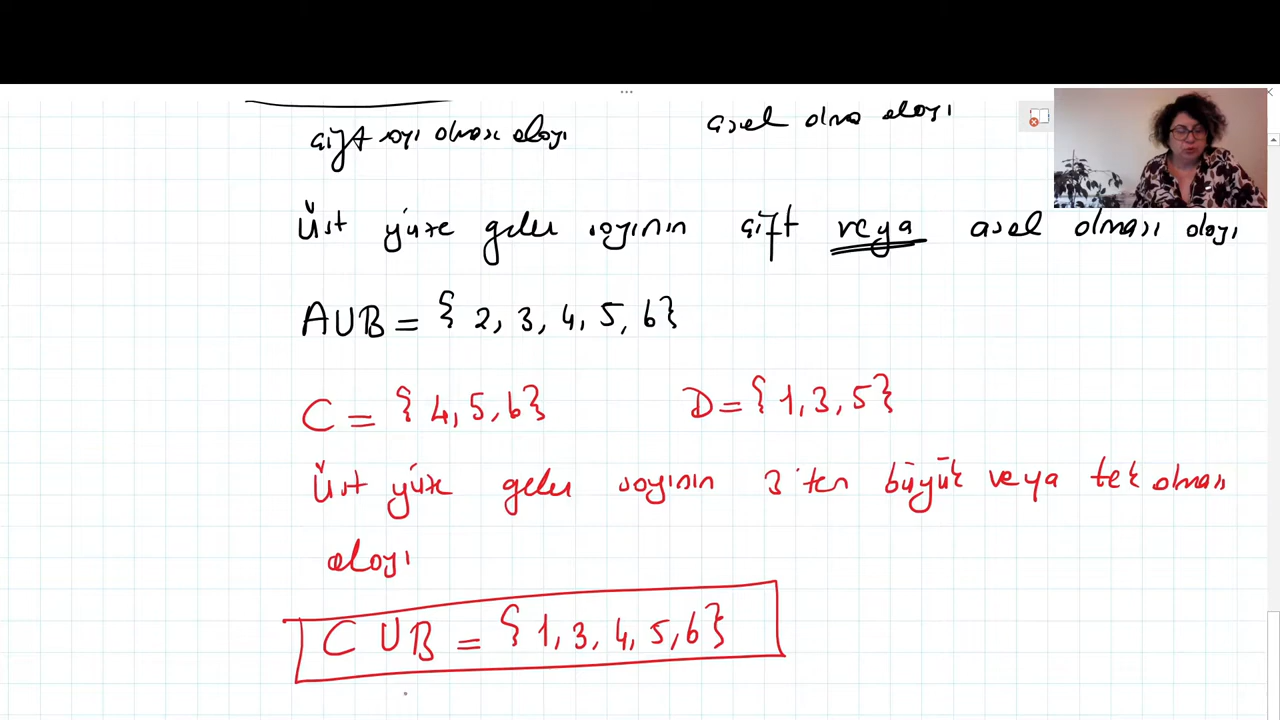 çift sayı olması olayı
asal olma olayı
Üst yüze gelen sayının çift veya asal olması olayı
AUB = { 2, 3, 4, 5, 6}
C = { 4, 5, 6}
D = { 1, 3, 5}
Üst yüze gelen sayının 3'ten büyük veya tek olması
olayı
C U B = { 1, 3, 4, 5, 6}